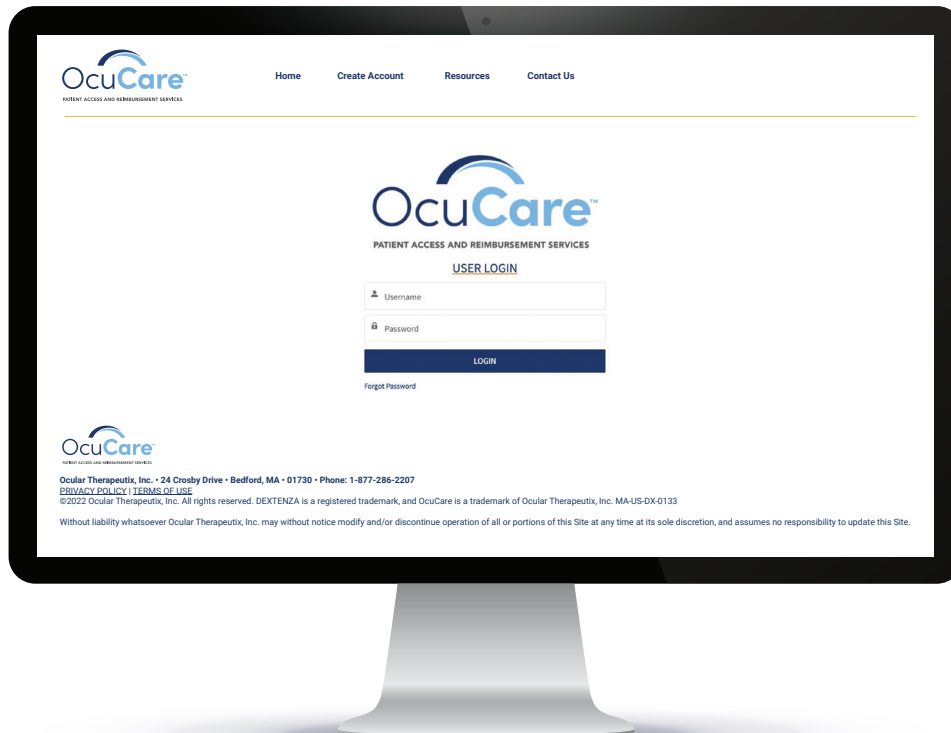 OcuCare™
PATIENT ACCESS AND REIMBURSEMENT SERVICES
Home Create Account Resources Contact Us
OcuCare™
PATIENT ACCESS AND REIMBURSEMENT SERVICES
USER LOGIN
Username
Password
LOGIN
Forgot Password
OcuCare™
PATIENT ACCESS AND REIMBURSEMENT SERVICES
Ocular Therapeutix, Inc. • 24 Crosby Drive • Bedford, MA • 01730 • Phone: 1-877-286-2207
PRIVACY POLICY | TERMS OF USE
©2022 Ocular Therapeutix, Inc. All rights reserved. DEXTENZA is a registered trademark, and OcuCare is a trademark of Ocular Therapeutix, Inc. MA-US-DX-0133
Without liability whatsoever Ocular Therapeutix, Inc. may without notice modify and/or discontinue operation of all or portions of this Site at any time at its sole discretion, and assumes no responsibility to update this Site.